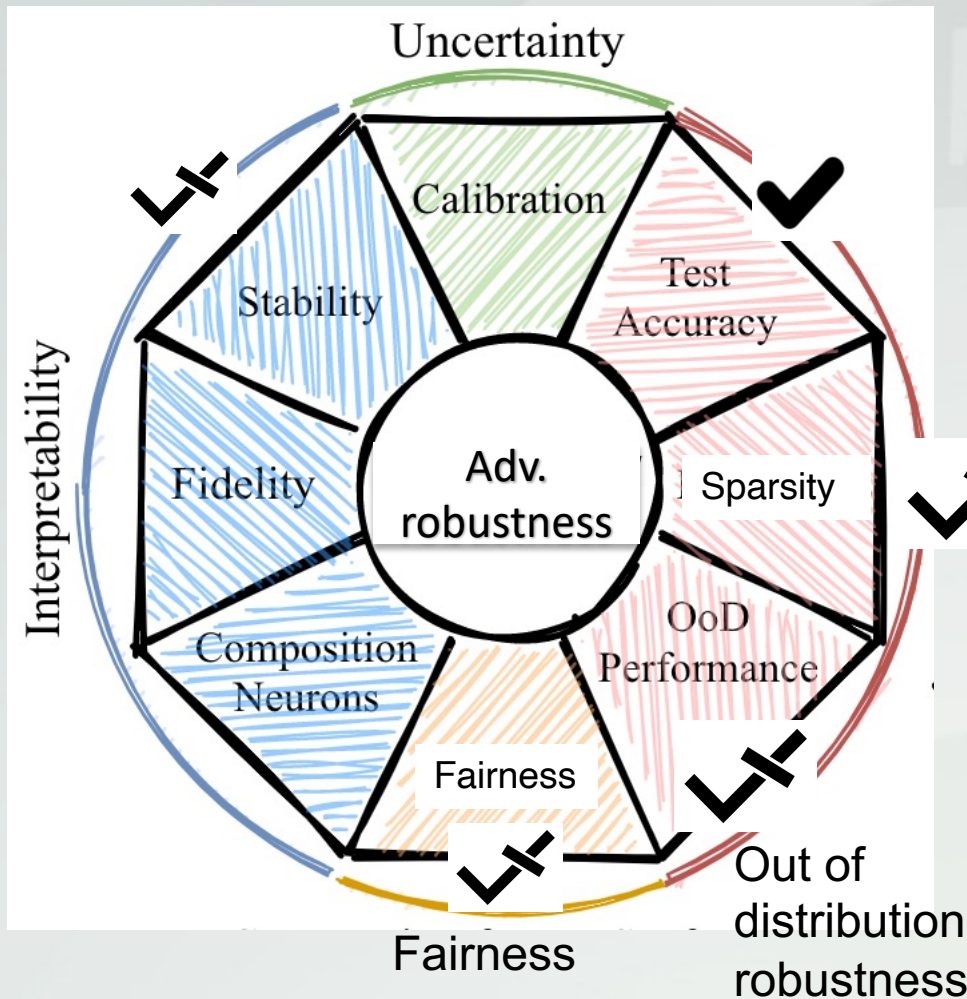 Uncertainty
Calibration
Test
Accuracy
Stability
Interpretability
Fidelity
Adv.
robustness
Sparsity
OoD
Performance
Composition
Neurons
Fairness
Out of
distribution
robustness
Fairness